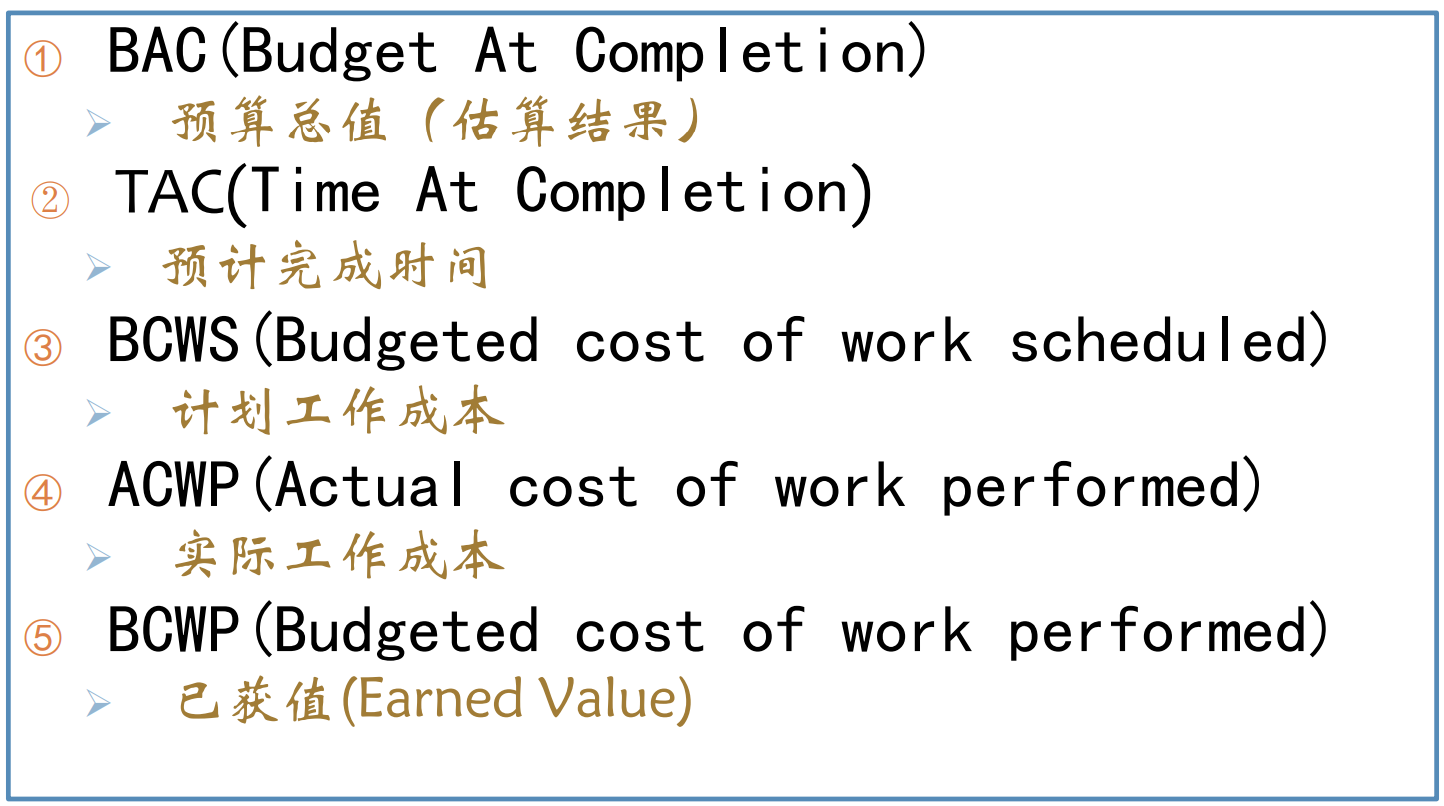 ① BAC(Budget At Completion)
➢ 预算总值（估算结果）
② TAC(Time At Completion)
➢ 预计完成时间
③ BCWS(Budgeted cost of work scheduled)
➢ 计划工作成本
④ ACWP(Actual cost of work performed)
➢ 实际工作成本
⑤ BCWP(Budgeted cost of work performed)
➢ 已获值(Earned Value)